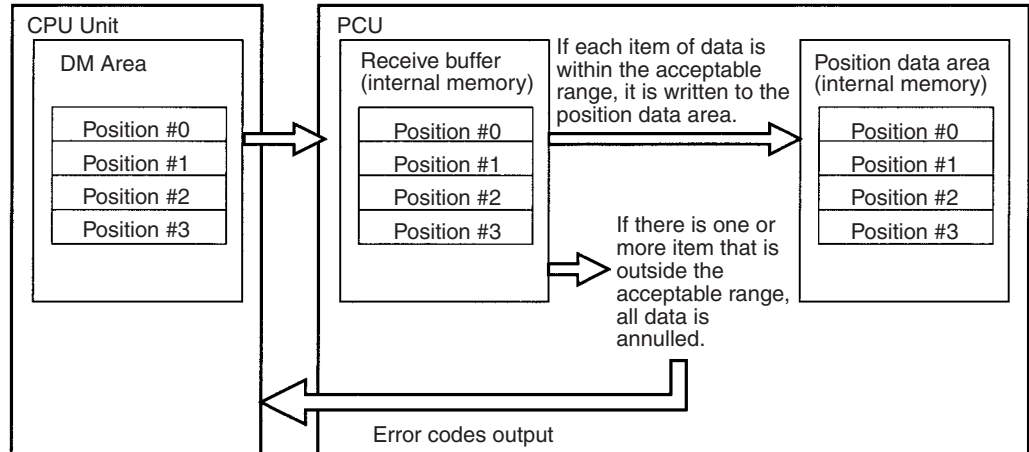 CPU Unit
DM Area
Position #0
Position #1
Position #2
Position #3
PCU
Receive buffer
(internal memory)
Position #0
Position #1
Position #2
Position #3
If each item of data is
within the acceptable
range, it is written to the
position data area.
If there is one or
more item that is
outside the
acceptable range,
all data is
annulled.
Position data area
(internal memory)
Position #0
Position #1
Position #2
Position #3
Error codes output